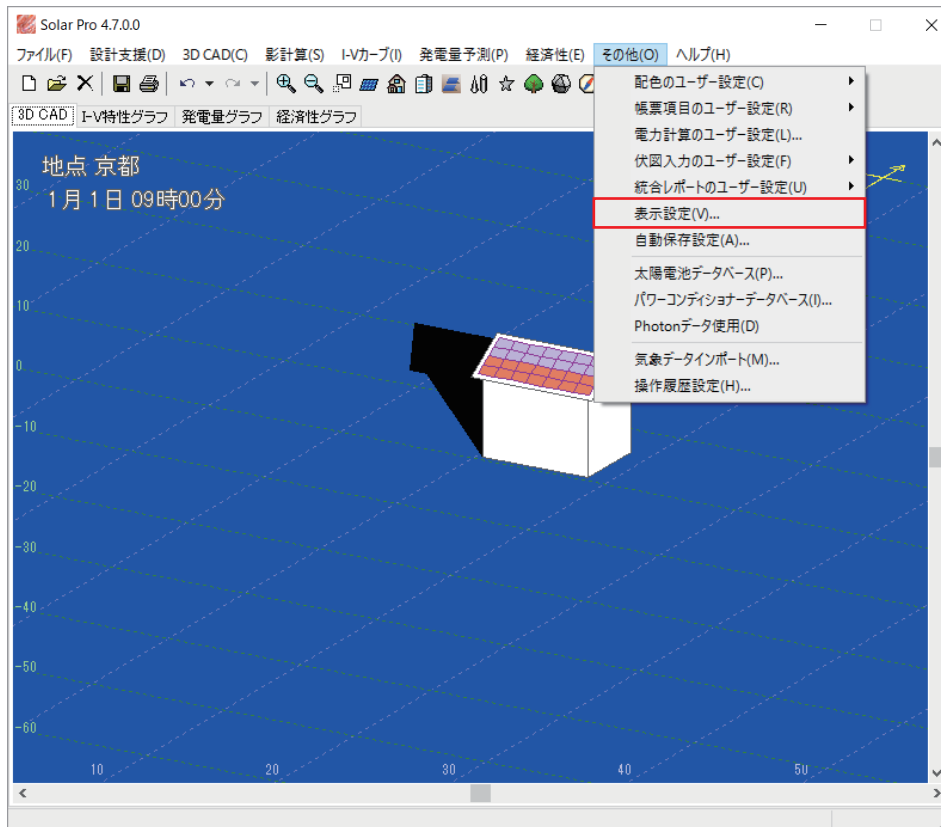 Solar Pro 4.7.0.0
ファイル(F) 設計支援(D) 3D CAD(C) 影計算(S) I-Vカーブ(I) 発電量予測(P) 経済性(E) その他(O) ヘルプ(H)
3D CAD I-V特性グラフ 発電量グラフ 経済性グラフ
配色のユーザー設定(C)
帳票項目のユーザー設定(R)
電力計算のユーザー設定(L)...
伏図入力のユーザー設定(F)
統合レポートのユーザー設定(U)
表示設定(V)...
自動保存設定(A)...
太陽電池データベース(P)...
パワーコンディショナーデータベース(I)...
Photonデータ使用(D)
気象データインポート(M)...
操作履歴設定(H)...
地点 京都
1月1日 09時00分
30
20
10
0
-10
-20
-30
-40
-50
-60
10 20 30 40 50